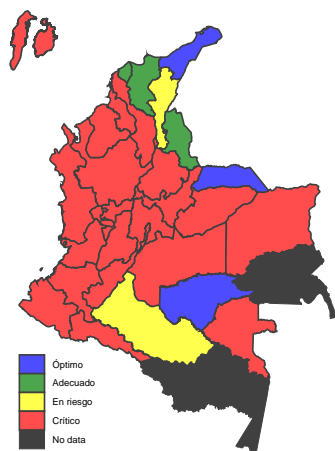 Óptimo
Adecuado
En riesgo
Crítico
No data